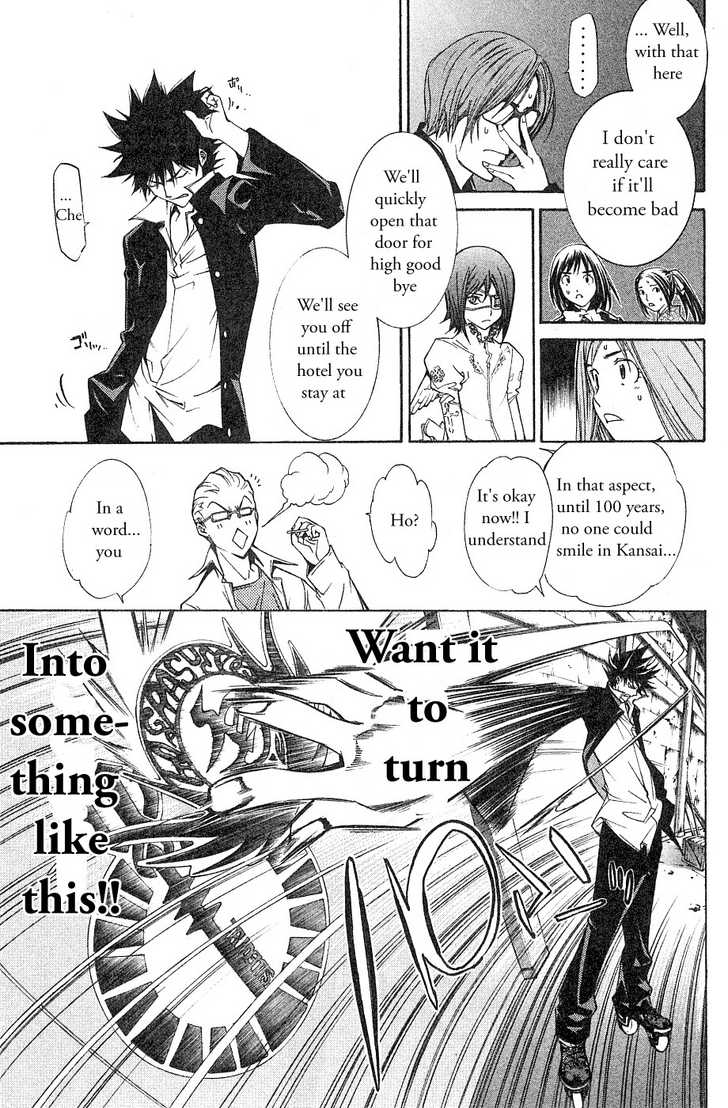 ... Well,
with that
here
......
I don't
really care
if it'll
become bad
We'll
quickly
open that
door for
high good
bye
We'll see
you off
until the
hotel you
stay at
ポリ
...
Che
In that aspect,
until 100 years,
no one could
smile in Kansai...
It's okay
now!! I
understand
Ho?
In a
word...
you
Want it
to
turn
Into
some-
thing
like
this!!